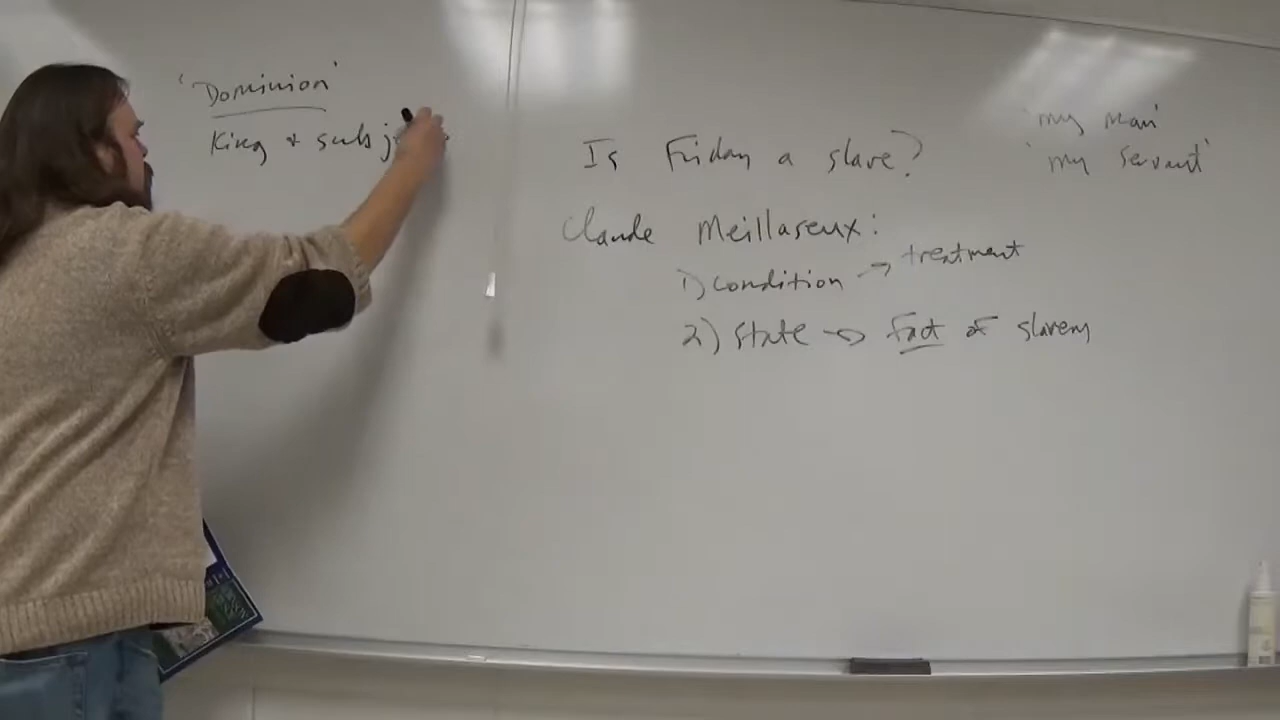 'Dominion'
King + subj
Is Friday a slave?
Claude Meillaseux:
1) condition → treatment
2) State → fact of slavery
'my man'
'my servant'